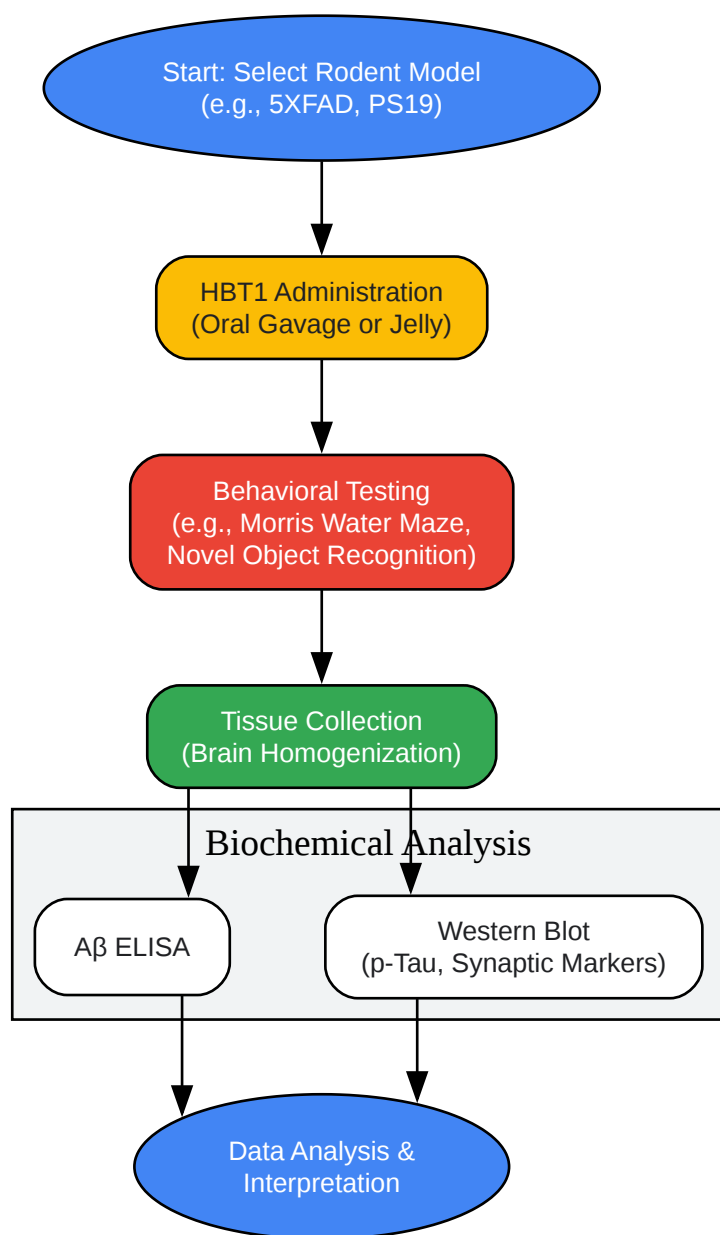 Start: Select Rodent Model
(e.g., 5XFAD, PS19)
HBT1 Administration
(Oral Gavage or Jelly)
Behavioral Testing
(e.g., Morris Water Maze,
Novel Object Recognition)
Tissue Collection
(Brain Homogenization)
Biochemical Analysis
Aβ ELISA
Western Blot
(p-Tau, Synaptic Markers)
Data Analysis &
Interpretation